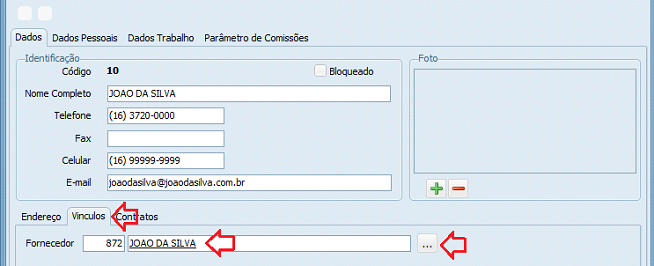 Dados Dados Pessoais Dados Trabalho Parâmetro de Comissões
Identificação Foto
Código 10 Bloqueado
Nome Completo JOAO DA SILVA
Telefone (16) 3720-0000
Fax
Celular (16) 99999-9999
E-mail joaodasilva@joaodasilva.com.br
Endereço Vinculos Contratos
Fornecedor 872 JOAO DA SILVA ...